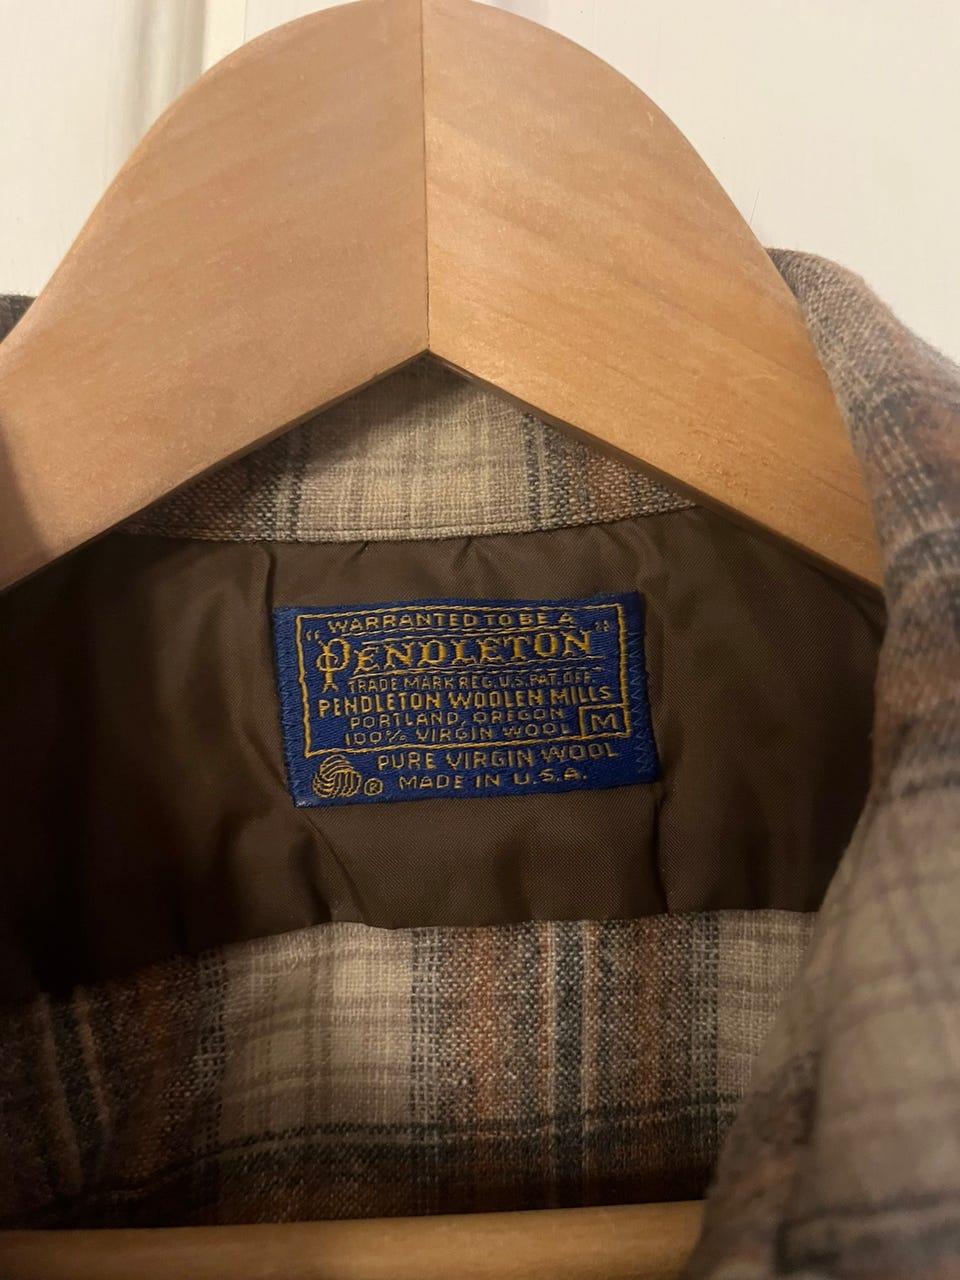 WARRANTED TO BE A
"PENDLETON"
TRADE MARK REG. U.S. PAT. OFF.
PENDLETON WOOLEN MILLS
PORTLAND, OREGON
100% VIRGIN WOOL M
PURE VIRGIN WOOL
® MADE IN U.S.A.